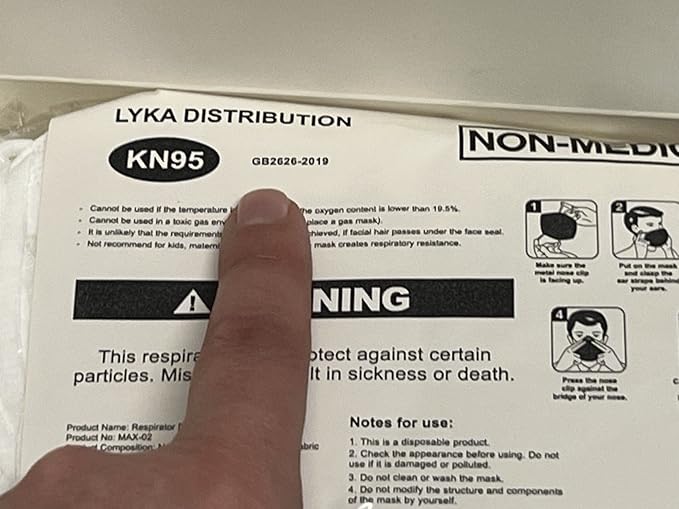 LYKA DISTRIBUTION
KN95
GB2626-2019
NON-MEDI
- Cannot be used if the temperature he oxygen content is lower than 19.5%.
- Cannot be used in a toxic gas en place a gas mask).
- It is unlikely that the requirements chieved, if facial hair passes under the face seal.
- Not recommend for kids, matern mask creates respiratory resistance.
1
2
Make sure the
metal nose clip
is facing up.
Put on the mask
and clasp the
ear straps behind
your ears.
NING
This respira otect against certain
particles. Mis lt in sickness or death.
4
Press the nose
clip against the
bridge of your nose.
Product Name: Respirator
Product No: MAX-02
Composition: abric
Notes for use:
1. This is a disposable product.
2. Check the appearance before using. Do not
use if it is damaged or polluted.
3. Do not clean or wash the mask.
4. Do not modify the structure and components
of the mask by yourself.